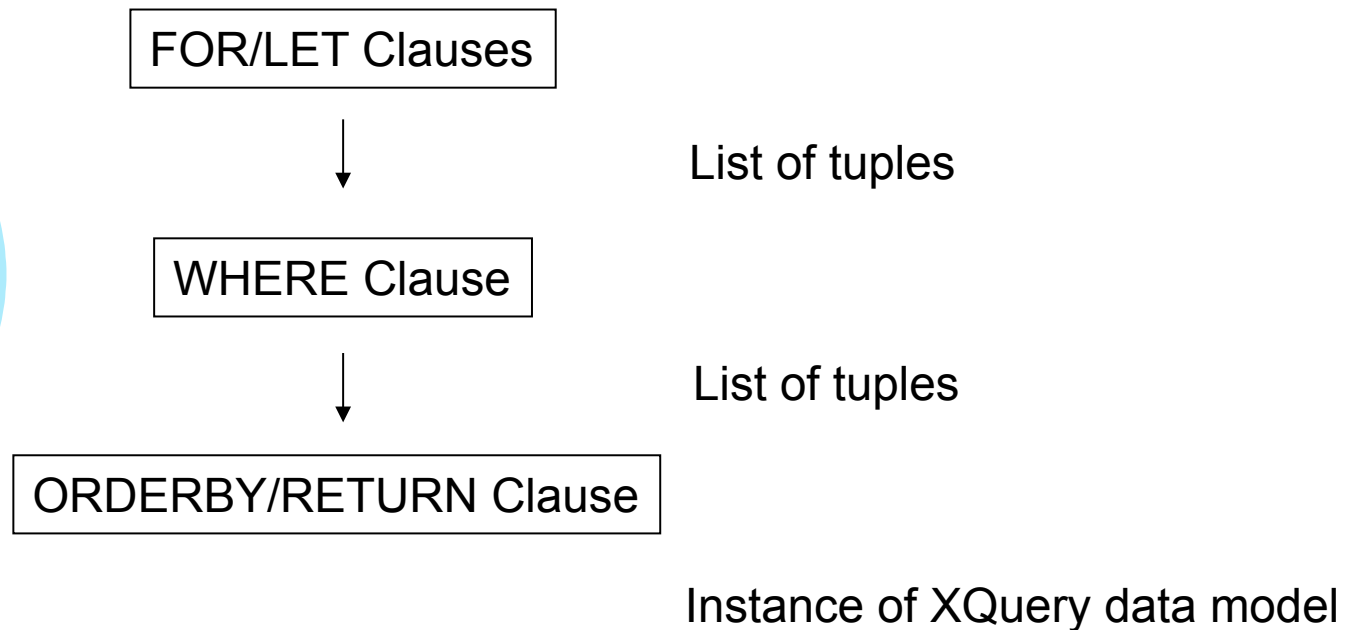 FOR/LET Clauses
List of tuples
WHERE Clause
List of tuples
ORDERBY/RETURN Clause
Instance of XQuery data model